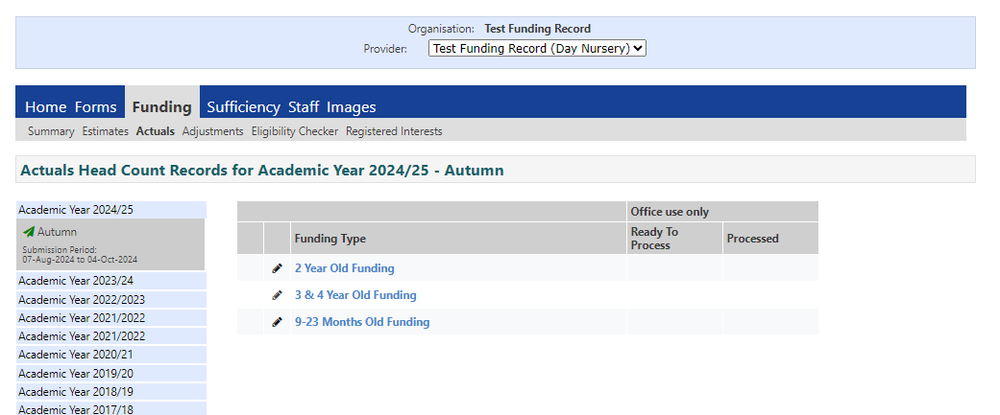 Organisation: Test Funding Record
Provider: Test Funding Record (Day Nursery)
Home Forms Funding Sufficiency Staff Images
Summary Estimates Actuals Adjustments Eligibility Checker Registered Interests
Actuals Head Count Records for Academic Year 2024/25 - Autumn
Academic Year 2024/25
Autumn
Submission Period:
07-Aug-2024 to 04-Oct-2024
Academic Year 2023/24
Academic Year 2022/2023
Academic Year 2021/2022
Academic Year 2021/2022
Academic Year 2020/21
Academic Year 2019/20
Academic Year 2018/19
Academic Year 2017/18
Office use only
Funding Type
Ready To
Process
Processed
2 Year Old Funding
3 & 4 Year Old Funding
9-23 Months Old Funding